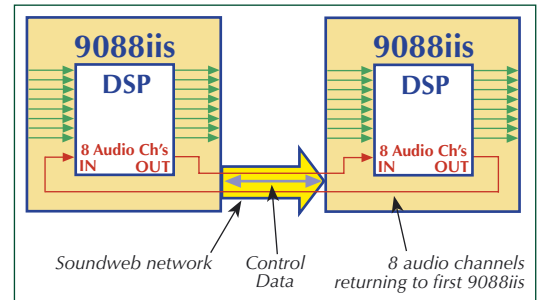 9088iis
DSP
8 Audio Ch's
IN OUT
9088iis
DSP
8 Audio Ch's
IN OUT
Soundweb network
Control
Data
8 audio channels
returning to first 9088iis